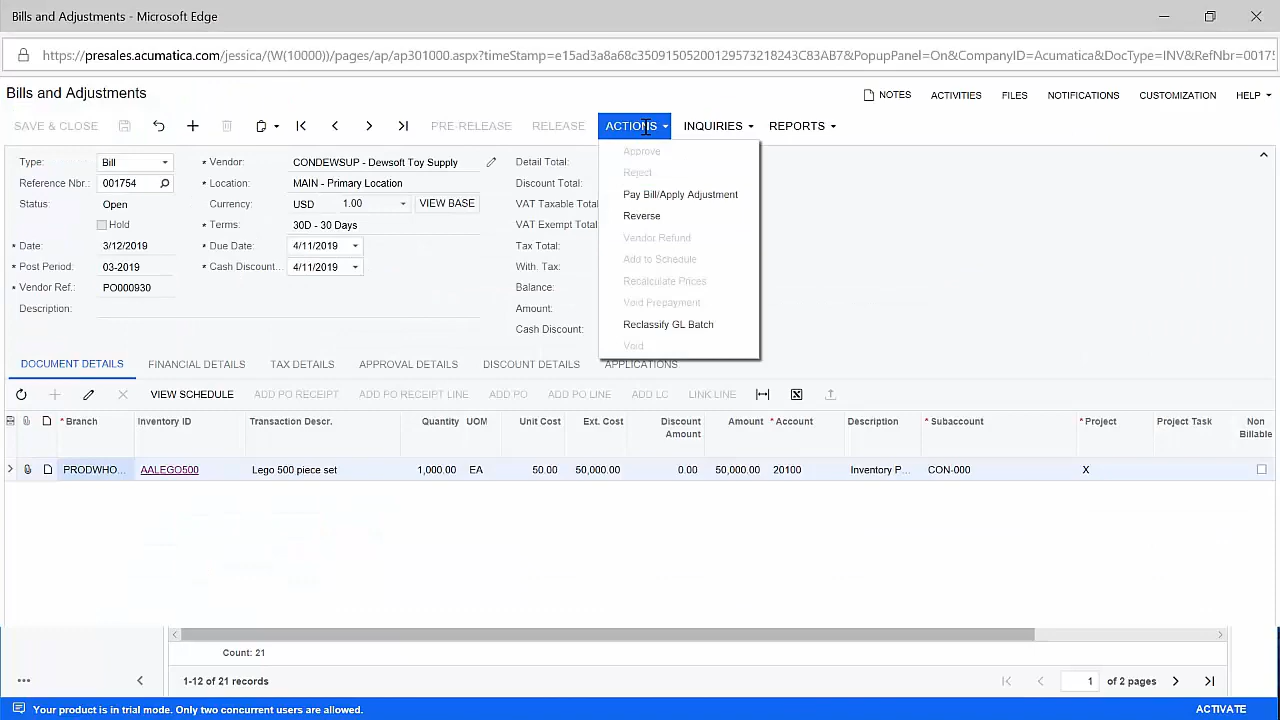 Bills and Adjustments - Microsoft Edge
https://presales.acumatica.com/jessica/(W(10000))/pages/ap/ap301000.aspx?timeStamp=e15ad3a8a68c35091505200129573218243C83AB7&PopupPanel=On&CompanyID=Acumatica&DocType=INV&RefNbr=00175
Bills and Adjustments
NOTES ACTIVITIES FILES NOTIFICATIONS CUSTOMIZATION HELP
SAVE & CLOSE PRE-RELEASE RELEASE ACTIONS INQUIRIES REPORTS
Type: Bill * Vendor: CONDEWSUP - Dewsoft Toy Supply Detail Total:
Reference Nbr.: 001754 * Location: MAIN - Primary Location Discount Total:
Status: Open Currency: USD 1.00 VIEW BASE VAT Taxable Total
Hold * Terms: 30D - 30 Days VAT Exempt Total
* Date: 3/12/2019 * Due Date: 4/11/2019 Tax Total:
* Post Period: 03-2019 * Cash Discount... 4/11/2019 With. Tax:
* Vendor Ref.: PO000930 Balance:
Description: Amount:
Cash Discount:
Approve
Reject
Pay Bill/Apply Adjustment
Reverse
Vendor Refund
Add to Schedule
Recalculate Prices
Void Prepayment
Reclassify GL Batch
Void
DOCUMENT DETAILS FINANCIAL DETAILS TAX DETAILS APPROVAL DETAILS DISCOUNT DETAILS APPLICATIONS
VIEW SCHEDULE ADD PO RECEIPT ADD PO RECEIPT LINE ADD PO ADD PO LINE ADD LC LINK LINE
* Branch Inventory ID Transaction Descr. Quantity UOM Unit Cost Ext. Cost Discount Amount Amount * Account Description * Subaccount * Project Project Task Non Billable
PRODWHO... AALEGO500 Lego 500 piece set 1,000.00 EA 50.00 50,000.00 0.00 50,000.00 20100 Inventory P... CON-000 X
Count: 21
1-12 of 21 records 1 of 2 pages
Your product is in trial mode. Only two concurrent users are allowed. ACTIVATE